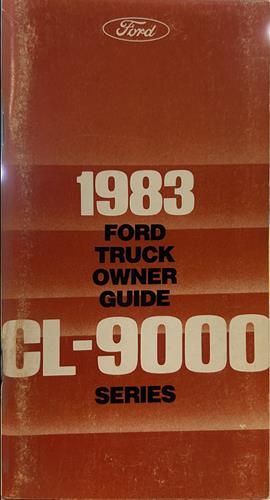 Ford
1983
FORD
TRUCK
OWNER
GUIDE
CL-9000
SERIES